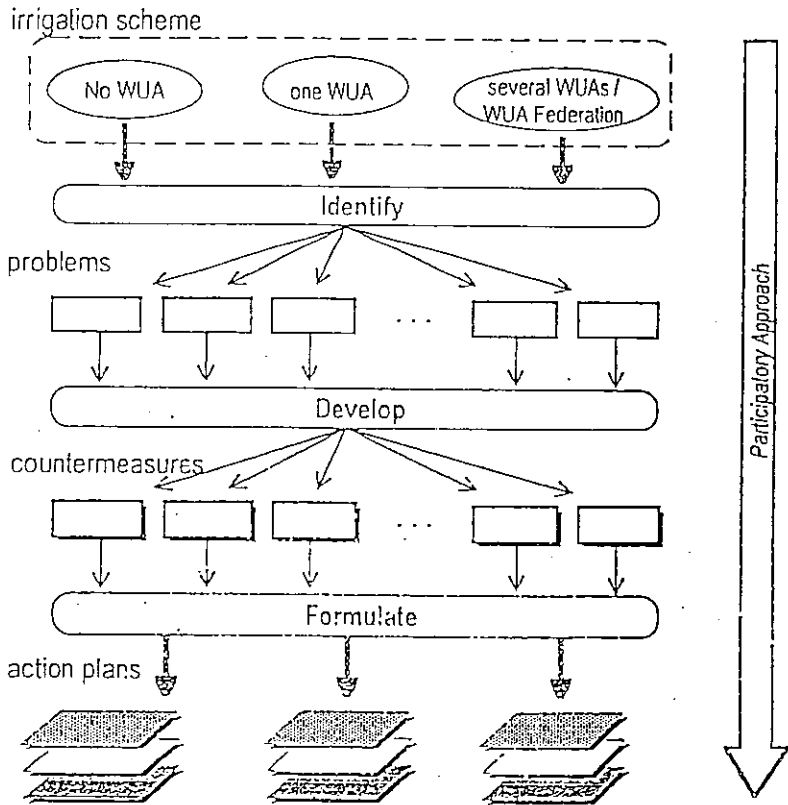 irrigation scheme
No WUA
one WUA
several WUAs /
WUA Federation
Identify
problems
. . .
Develop
countermeasures
. . .
Formulate
action plans
Participatory Approach